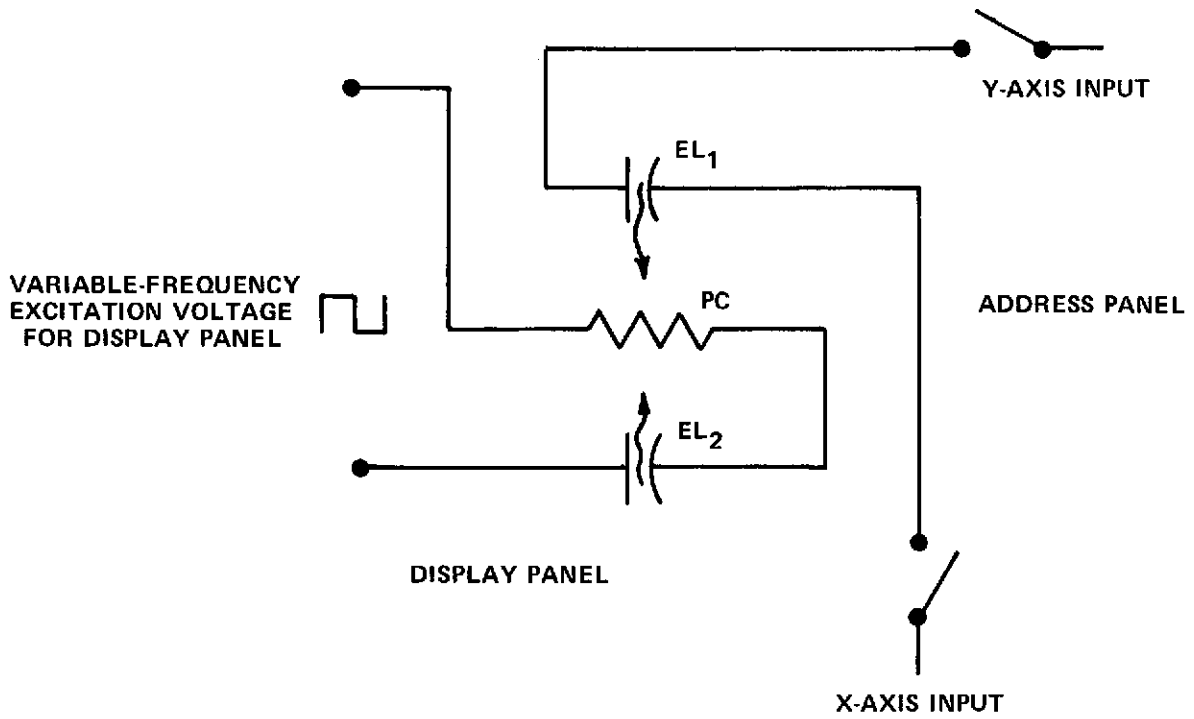 Y-AXIS INPUT
EL₁
VARIABLE-FREQUENCY
EXCITATION VOLTAGE
FOR DISPLAY PANEL
PC
ADDRESS PANEL
EL₂
DISPLAY PANEL
X-AXIS INPUT